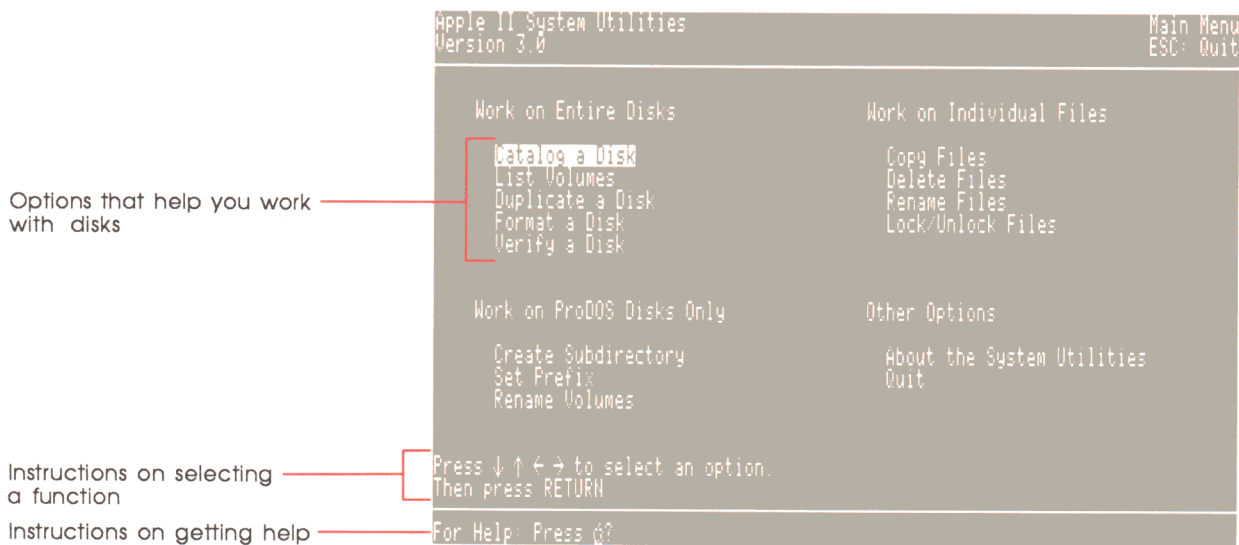 Apple II System Utilities
Main Menu
Version 3.0
ESC: Quit
Work on Entire Disks
Catalog a Disk
List Volumes
Duplicate a Disk
Format a Disk
Verify a Disk
Work on Individual Files
Copy Files
Delete Files
Rename Files
Lock/Unlock Files
Options that help you work
with disks
Work on ProDOS Disks Only
Create Subdirectory
Set Prefix
Rename Volumes
Other Options
About the System Utilities
Quit
Instructions on selecting
a function
Press ↓ ↑ ← → to select an option.
Then press RETURN
Instructions on getting help
For Help: Press ?